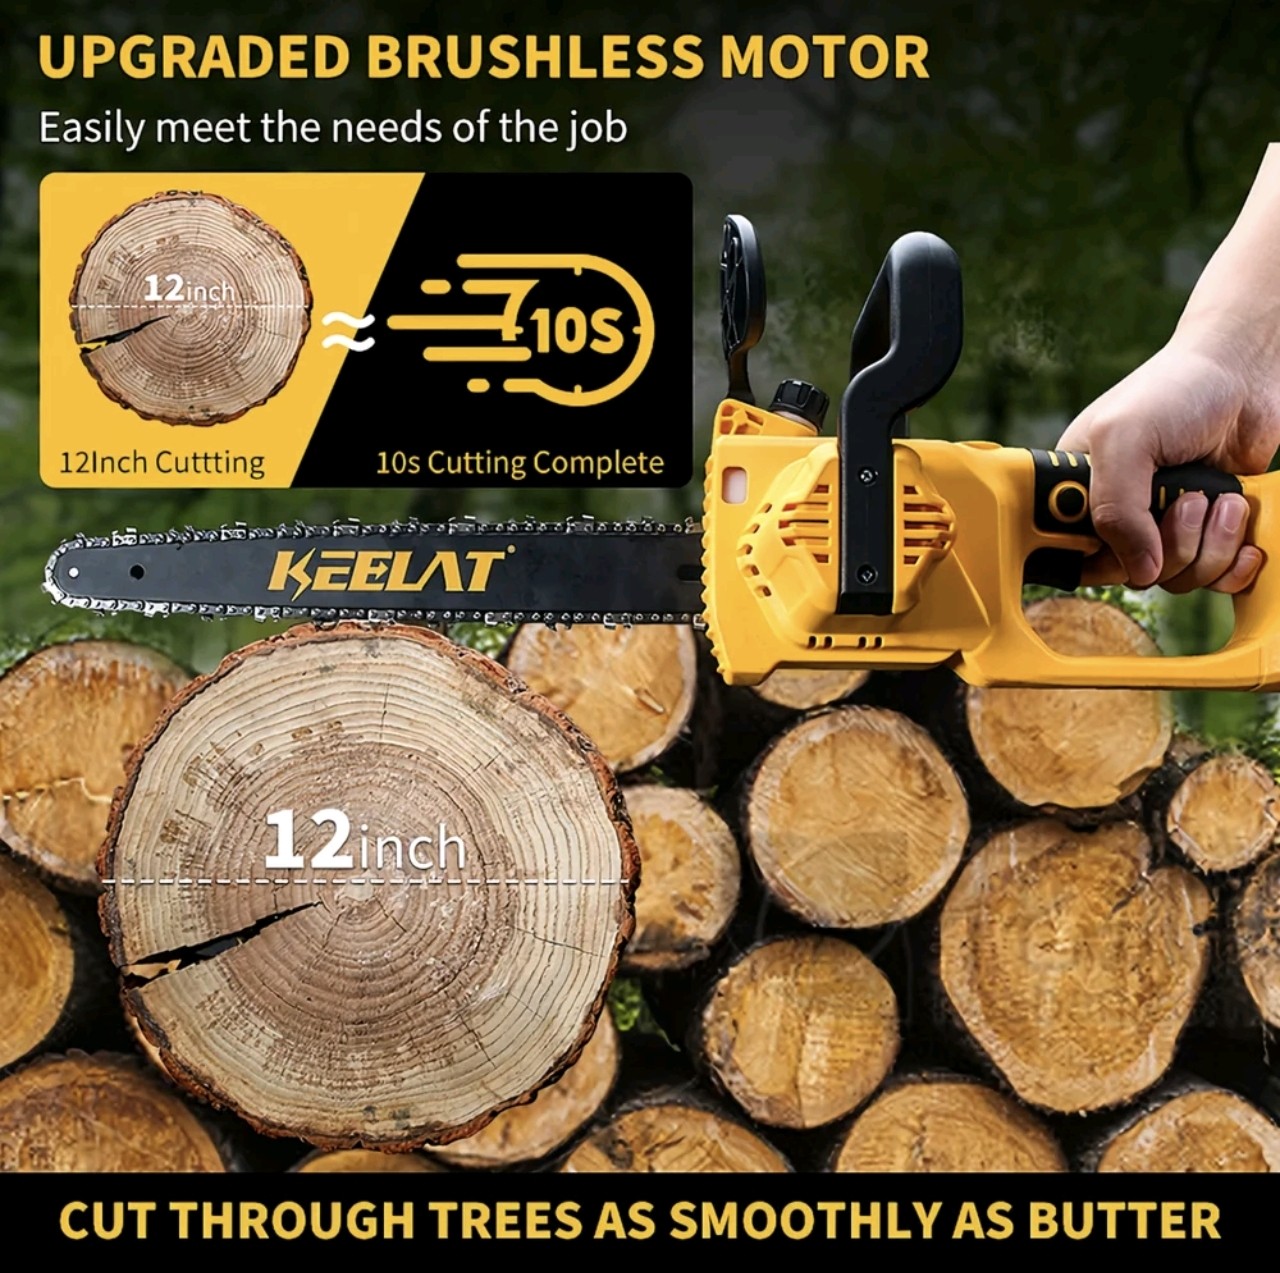 UPGRADED BRUSHLESS MOTOR
Easily meet the needs of the job
12inch
≈
10S
12Inch Cuttting
10s Cutting Complete
KEELAT
12inch
CUT THROUGH TREES AS SMOOTHLY AS BUTTER